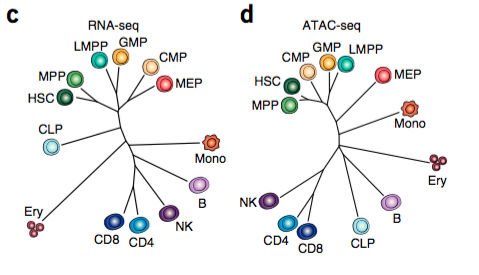 c
RNA-seq
LMPP
GMP
CMP
MPP
MEP
HSC
CLP
Mono
B
Ery
NK
CD8
CD4
d
ATAC-seq
GMP
LMPP
CMP
MEP
HSC
MPP
Mono
Ery
NK
B
CD4
CD8
CLP